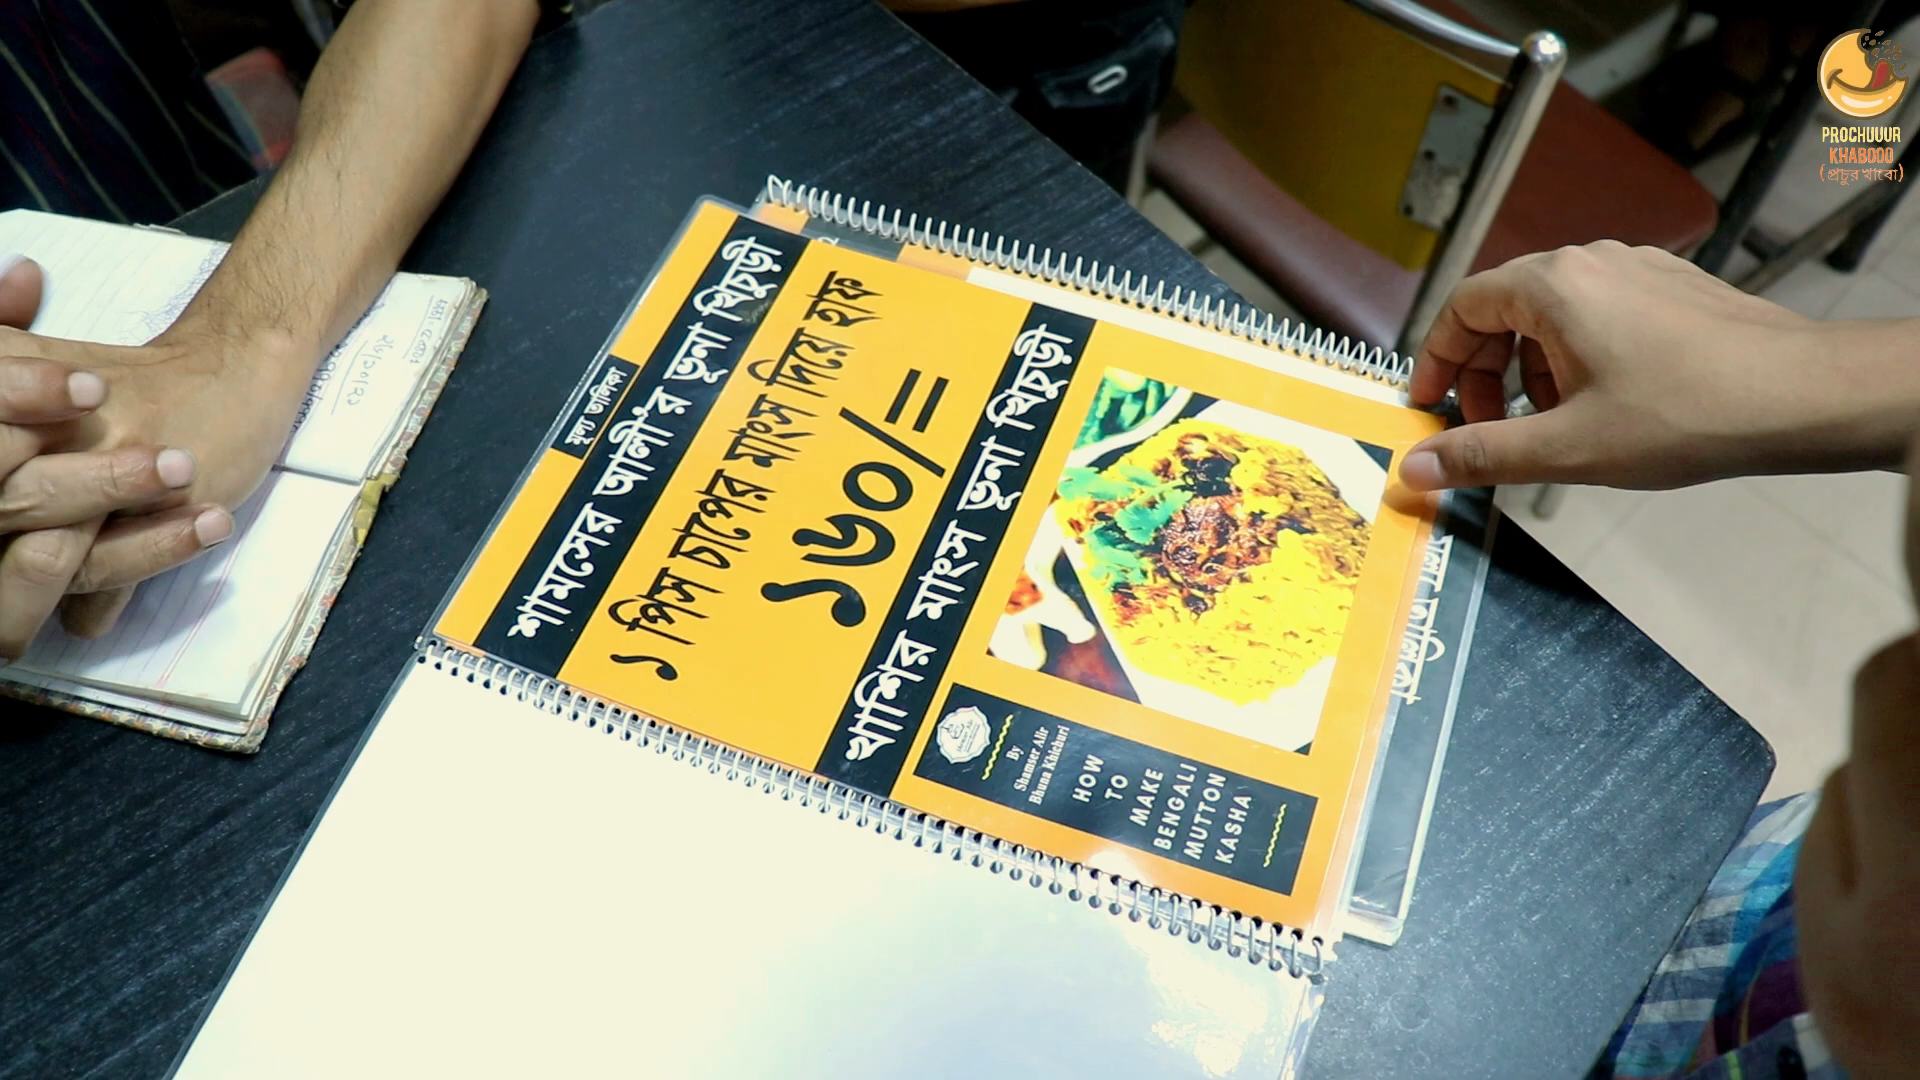 মূল্য তালিকা
শামসের আলী'র ভূনা খিচুড়ী
১ পিস চাপের মাংস দিয়ে হাফ
১৬০/=
খাশির মাংস ভূনা খিচুড়ী
By
Shamser Alir
Bhuna Khichuri
HOW
TO
MAKE
BENGALI
MUTTON
KASHA
PROCHUUUR
KHABOOO
(প্রচুর খাবো)